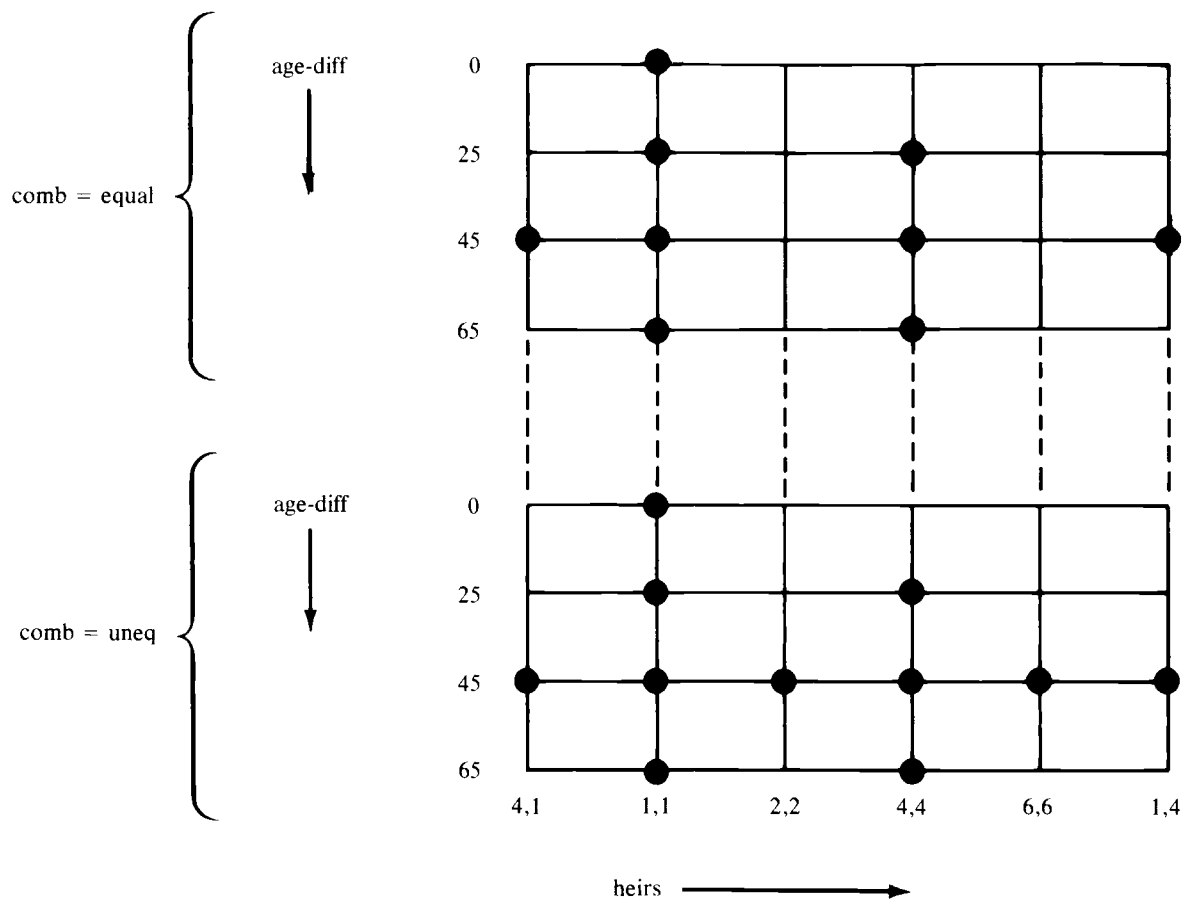 age-diff
0
25
comb = equal
45
65
age-diff
0
25
comb = uneq
45
65
4,1 1,1 2,2 4,4 6,6 1,4
heirs